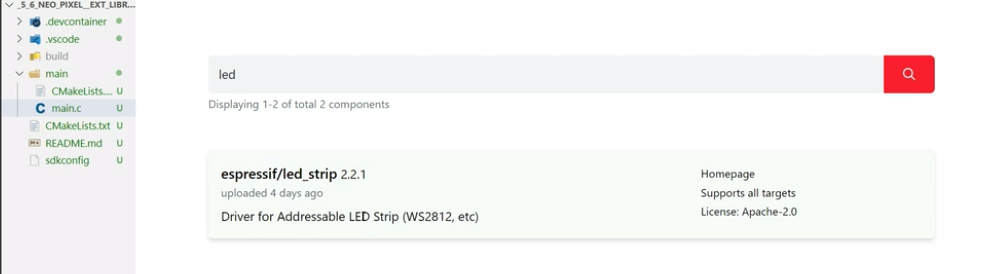 _5_6_NEO_PIXEL__EXT_LIBR...
.devcontainer
.vscode
build
main
CMakeLists.... U
C main.c U
CMakeLists.txt U
README.md U
sdkconfig U
led
Displaying 1-2 of total 2 components
espressif/led_strip 2.2.1
uploaded 4 days ago
Driver for Addressable LED Strip (WS2812, etc)
Homepage
Supports all targets
License: Apache-2.0